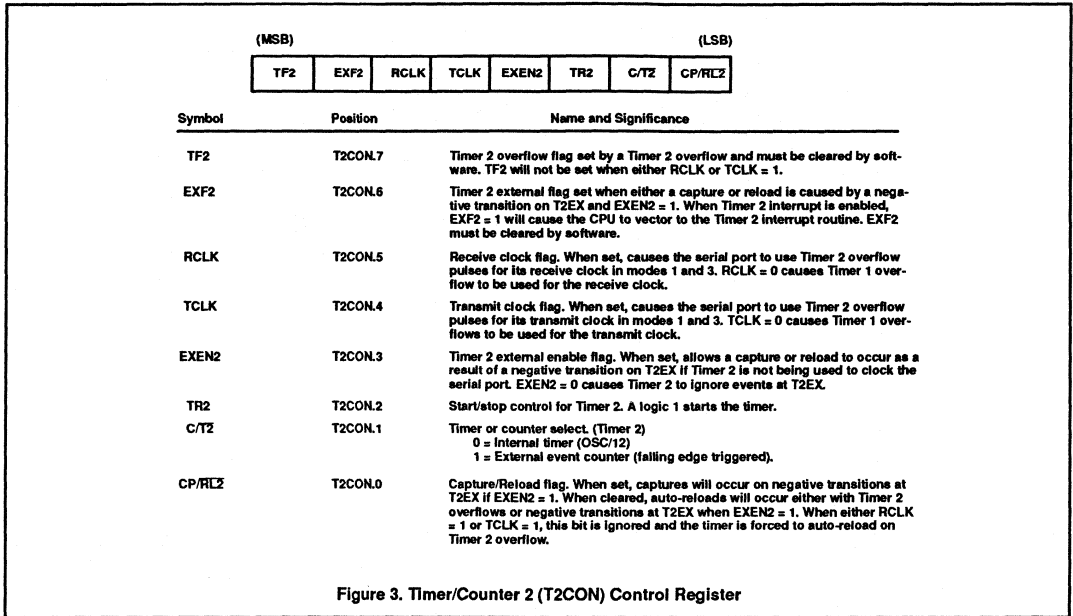 (MSB) (LSB)
TF2 EXF2 RCLK TCLK EXEN2 TR2 C/T̅2̅ CP/R̅L̅2̅
Symbol Position Name and Significance
TF2 T2CON.7 Timer 2 overflow flag set by a Timer 2 overflow and must be cleared by soft-
ware. TF2 will not be set when either RCLK or TCLK = 1.
EXF2 T2CON.6 Timer 2 external flag set when either a capture or reload is caused by a nega-
tive transition on T2EX and EXEN2 = 1. When Timer 2 interrupt is enabled,
EXF2 = 1 will cause the CPU to vector to the Timer 2 interrupt routine. EXF2
must be cleared by software.
RCLK T2CON.5 Receive clock flag. When set, causes the serial port to use Timer 2 overflow
pulses for its receive clock in modes 1 and 3. RCLK = 0 causes Timer 1 over-
flow to be used for the receive clock.
TCLK T2CON.4 Transmit clock flag. When set, causes the serial port to use Timer 2 overflow
pulses for its transmit clock in modes 1 and 3. TCLK = 0 causes Timer 1 over-
flows to be used for the transmit clock.
EXEN2 T2CON.3 Timer 2 external enable flag. When set, allows a capture or reload to occur as a
result of a negative transition on T2EX if Timer 2 is not being used to clock the
serial port. EXEN2 = 0 causes Timer 2 to ignore events at T2EX.
TR2 T2CON.2 Start/stop control for Timer 2. A logic 1 starts the timer.
C/T̅2̅ T2CON.1 Timer or counter select. (Timer 2)
0 = Internal timer (OSC/12)
1 = External event counter (falling edge triggered).
CP/R̅L̅2̅ T2CON.0 Capture/Reload flag. When set, captures will occur on negative transitions at
T2EX if EXEN2 = 1. When cleared, auto-reloads will occur either with Timer 2
overflows or negative transitions at T2EX when EXEN2 = 1. When either RCLK
= 1 or TCLK = 1, this bit is ignored and the timer is forced to auto-reload on
Timer 2 overflow.
Figure 3. Timer/Counter 2 (T2CON) Control Register